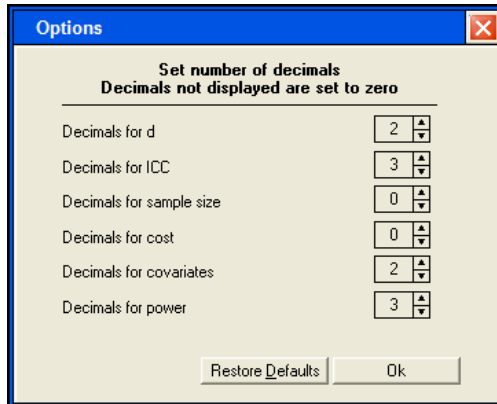 Options
Set number of decimals
Decimals not displayed are set to zero
Decimals for d 2
Decimals for ICC 3
Decimals for sample size 0
Decimals for cost 0
Decimals for covariates 2
Decimals for power 3
Restore Defaults Ok